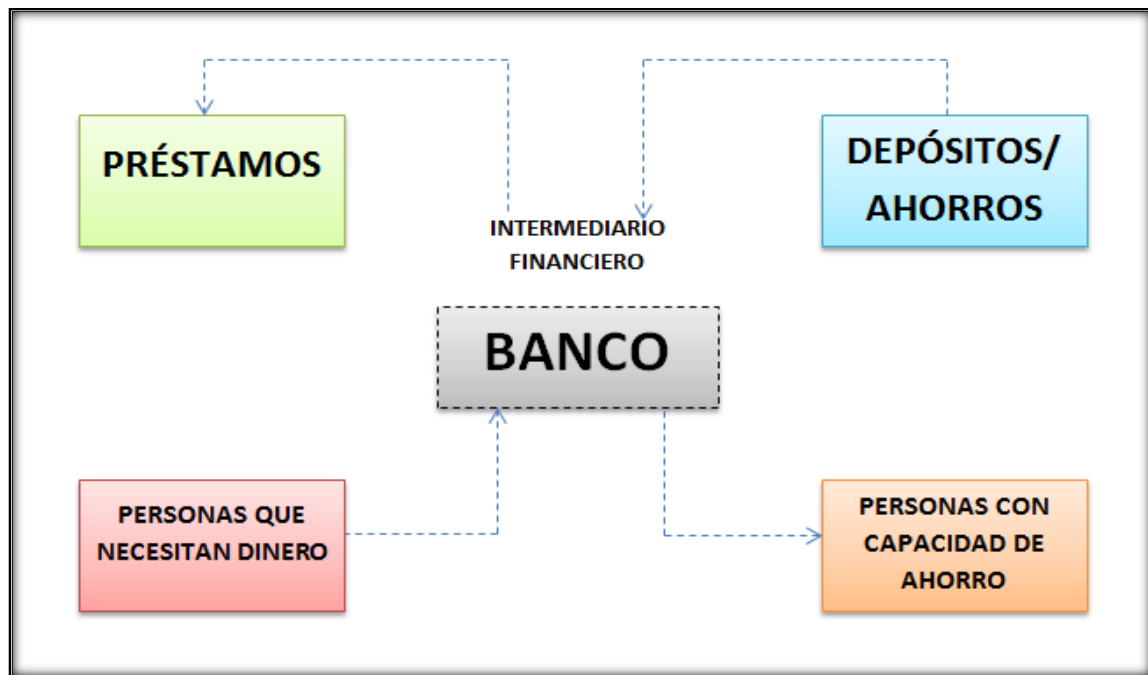 PRÉSTAMOS
DEPÓSITOS/
AHORROS
INTERMEDIARIO
FINANCIERO
BANCO
PERSONAS QUE
NECESITAN DINERO
PERSONAS CON
CAPACIDAD DE
AHORRO